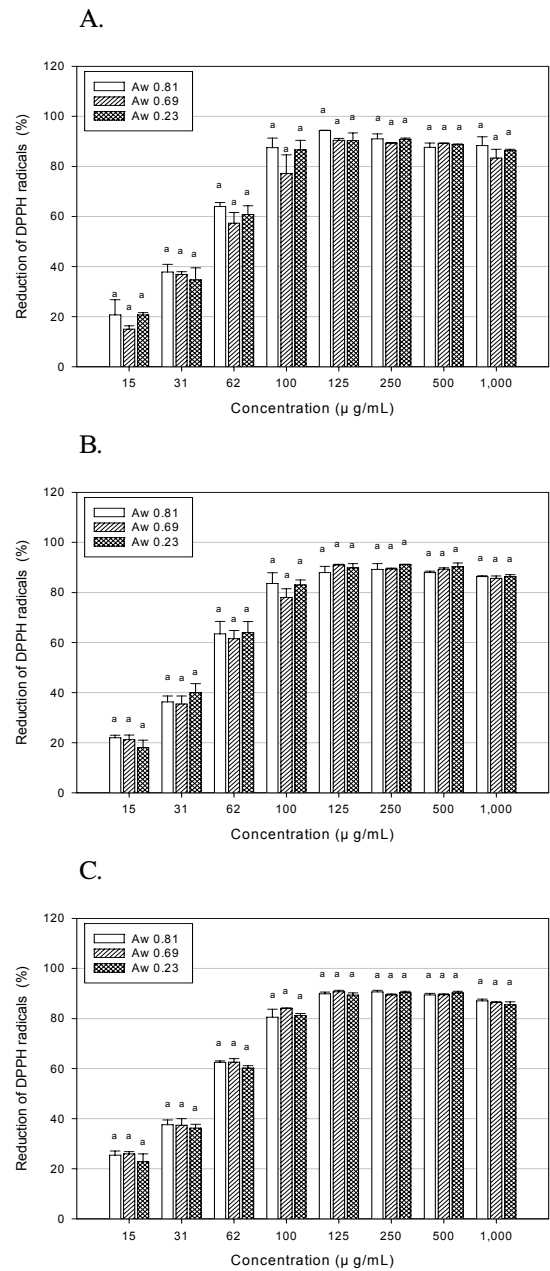 A.
Reduction of DPPH radicals (%)
120
100
80
60
40
20
0
Aw 0.81
Aw 0.69
Aw 0.23
a a a a a a a a a a a a a a a a a a a a a a a a
15 31 62 100 125 250 500 1,000
Concentration (μ g/mL)
B.
Reduction of DPPH radicals (%)
120
100
80
60
40
20
0
Aw 0.81
Aw 0.69
Aw 0.23
a a a a a a a a a a a a a a a a a a a a a a a a
15 31 62 100 125 250 500 1,000
Concentration (μ g/mL)
C.
Reduction of DPPH radicals (%)
120
100
80
60
40
20
0
Aw 0.81
Aw 0.69
Aw 0.23
a a a a a a a a a a a a a a a a a a a a a a a a
15 31 62 100 125 250 500 1,000
Concentration (μ g/mL)